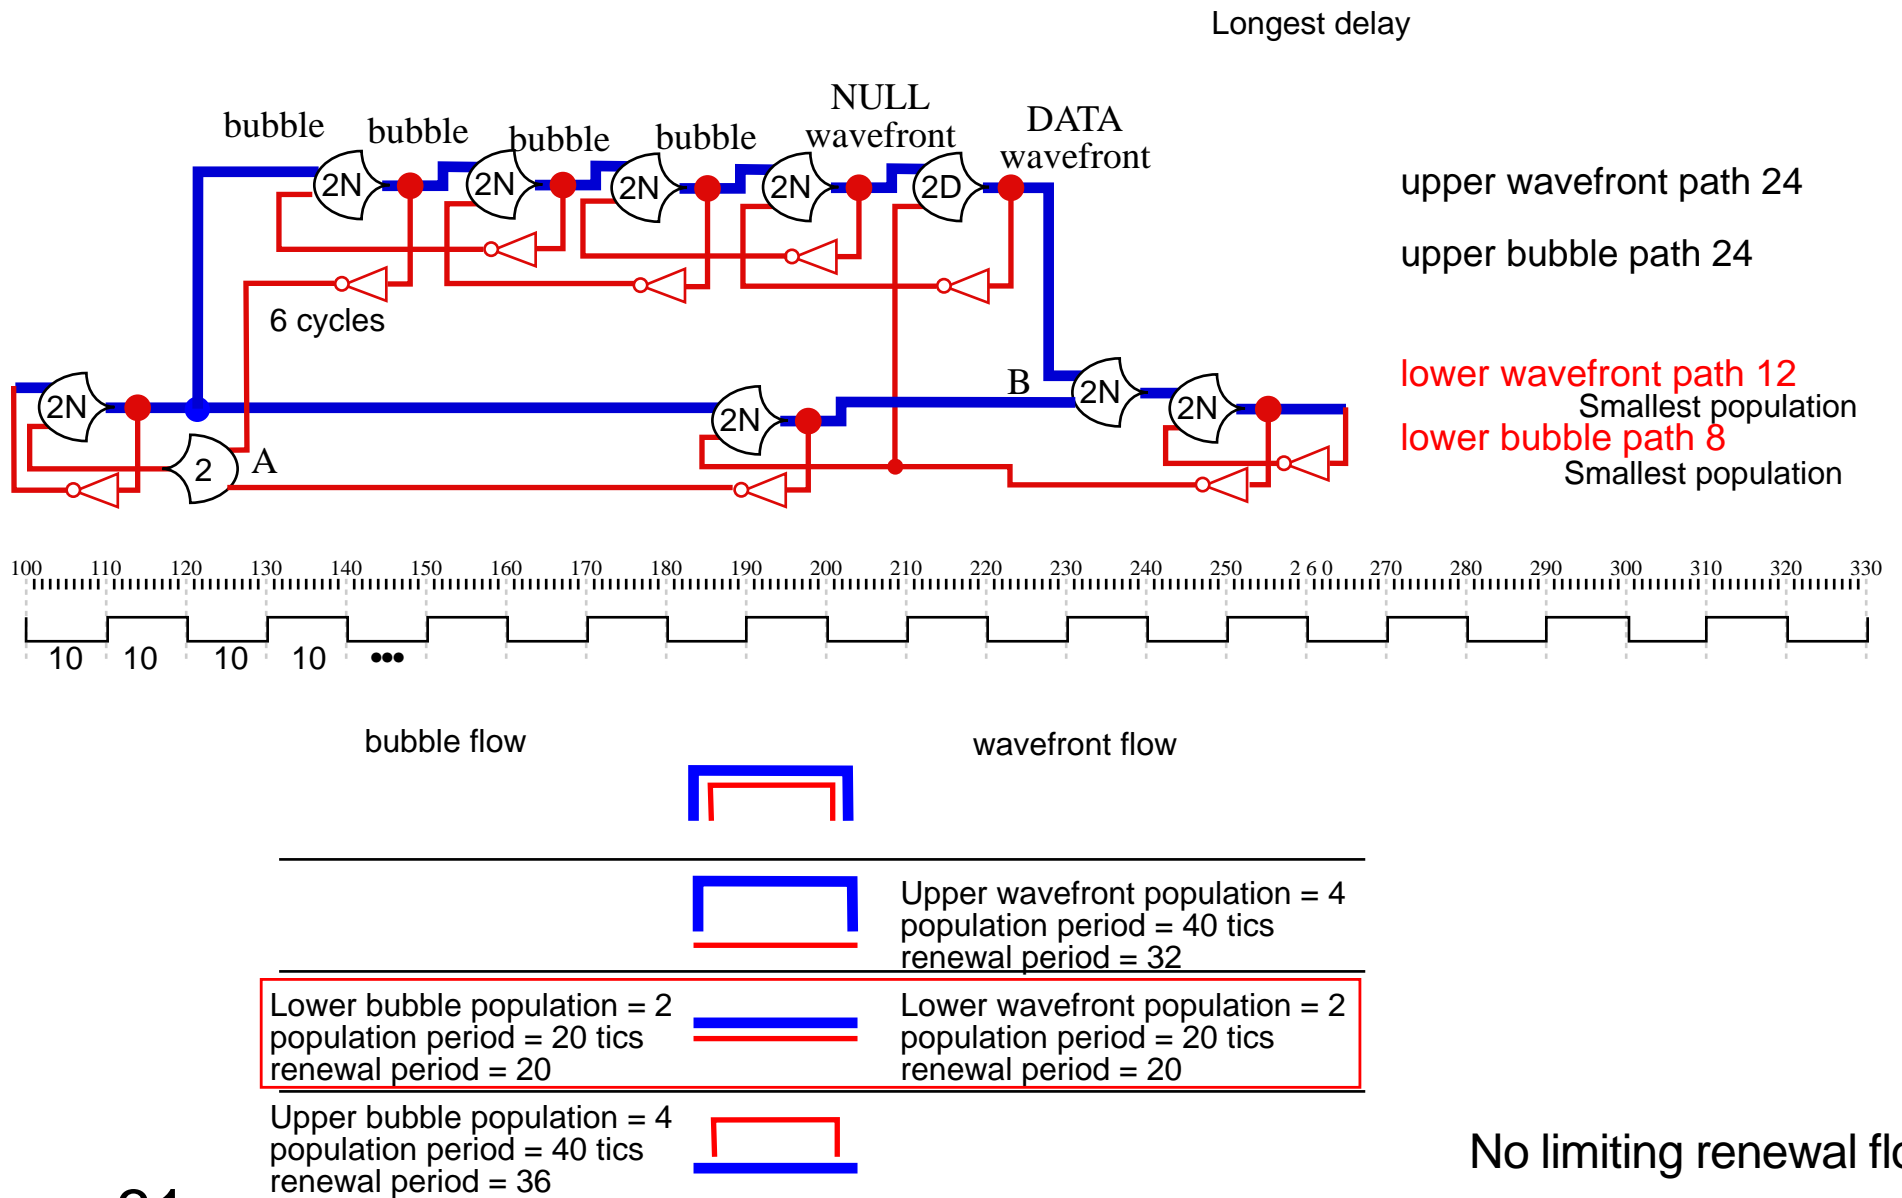 Longest delay
bubble
bubble
bubble
bubble
NULL
wavefront
DATA
wavefront
2N
2N
2N
2N
2D
upper wavefront path 24
upper bubble path 24
6 cycles
2N
2
A
2N
B
2N
2N
lower wavefront path 12
Smallest population
lower bubble path 8
Smallest population
100 110 120 130 140 150 160 170 180 190 200 210 220 230 240 250 2 6 0 270 280 290 300 310 320 330
10 10 10 10 •••
bubble flow
wavefront flow
Upper wavefront population = 4
population period = 40 tics
renewal period = 32
Lower bubble population = 2
population period = 20 tics
renewal period = 20
Lower wavefront population = 2
population period = 20 tics
renewal period = 20
Upper bubble population = 4
population period = 40 tics
renewal period = 36
No limiting renewal flo